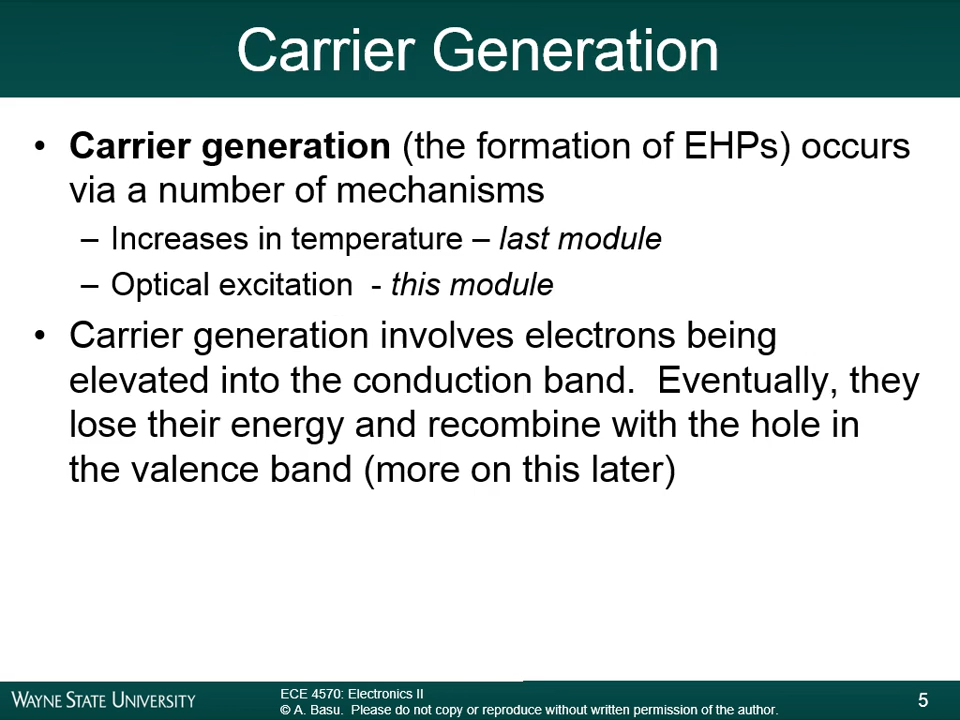 Carrier Generation
• Carrier generation (the formation of EHPs) occurs
via a number of mechanisms
– Increases in temperature – last module
– Optical excitation  - this module
• Carrier generation involves electrons being
elevated into the conduction band.  Eventually, they
lose their energy and recombine with the hole in
the valence band (more on this later)
WAYNE STATE UNIVERSITY
ECE 4570: Electronics II
© A. Basu.  Please do not copy or reproduce without written permission of the author.
5